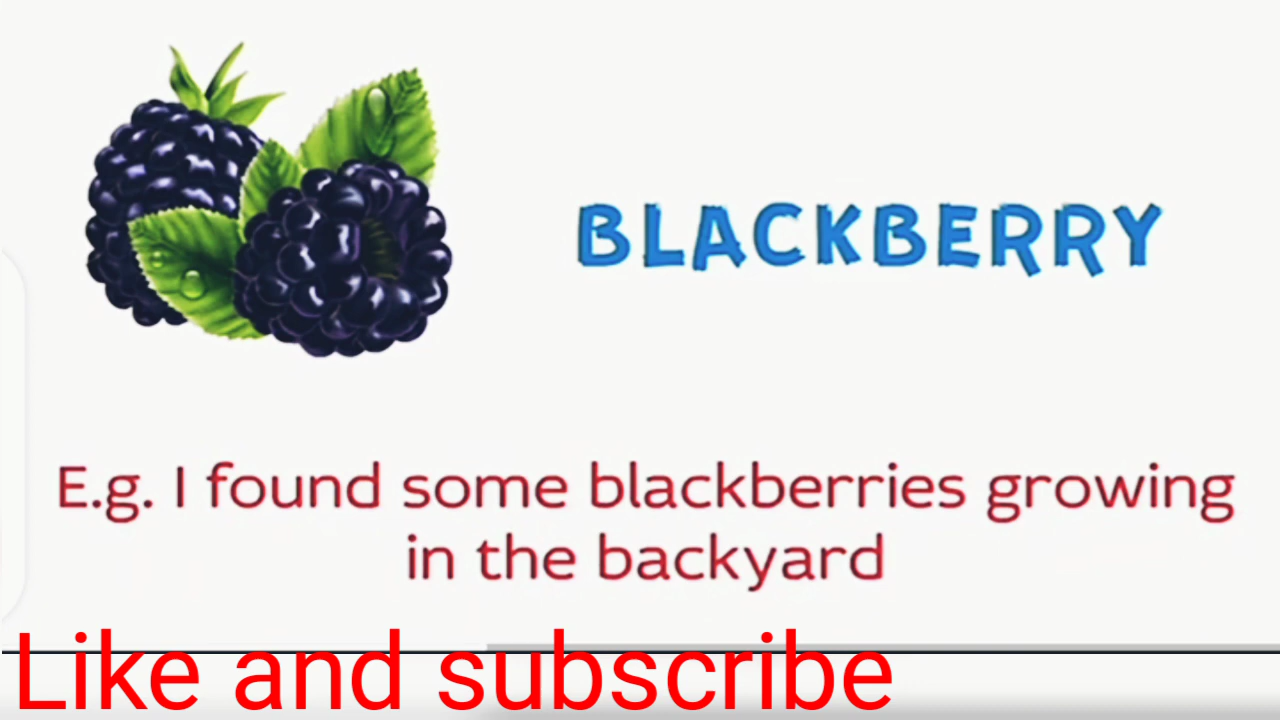 BLACKBERRY
E.g. I found some blackberries growing
in the backyard
Like and subscribe